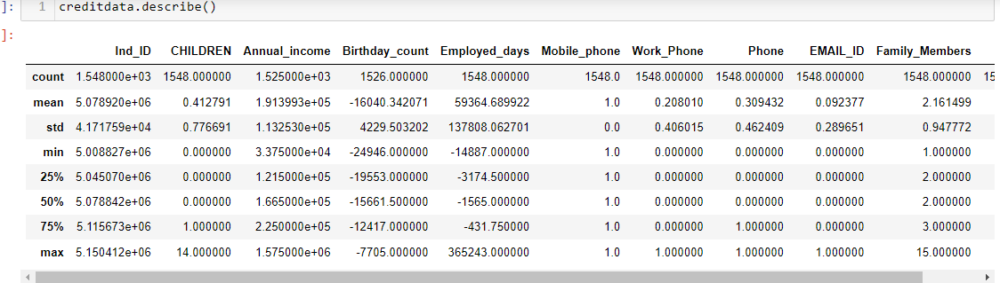 ]: 1 creditdata.describe()
]:
Ind_ID CHILDREN Annual_income Birthday_count Employed_days Mobile_phone Work_Phone Phone EMAIL_ID Family_Members
count 1.548000e+03 1548.000000 1.525000e+03 1526.000000 1548.000000 1548.0 1548.000000 1548.000000 1548.000000 1548.000000 15
mean 5.078920e+06 0.412791 1.913993e+05 -16040.342071 59364.689922 1.0 0.208010 0.309432 0.092377 2.161499
std 4.171759e+04 0.776691 1.132530e+05 4229.503202 137808.062701 0.0 0.406015 0.462409 0.289651 0.947772
min 5.008827e+06 0.000000 3.375000e+04 -24946.000000 -14887.000000 1.0 0.000000 0.000000 0.000000 1.000000
25% 5.045070e+06 0.000000 1.215000e+05 -19553.000000 -3174.500000 1.0 0.000000 0.000000 0.000000 2.000000
50% 5.078842e+06 0.000000 1.665000e+05 -15661.500000 -1565.000000 1.0 0.000000 0.000000 0.000000 2.000000
75% 5.115673e+06 1.000000 2.250000e+05 -12417.000000 -431.750000 1.0 0.000000 1.000000 0.000000 3.000000
max 5.150412e+06 14.000000 1.575000e+06 -7705.000000 365243.000000 1.0 1.000000 1.000000 1.000000 15.000000